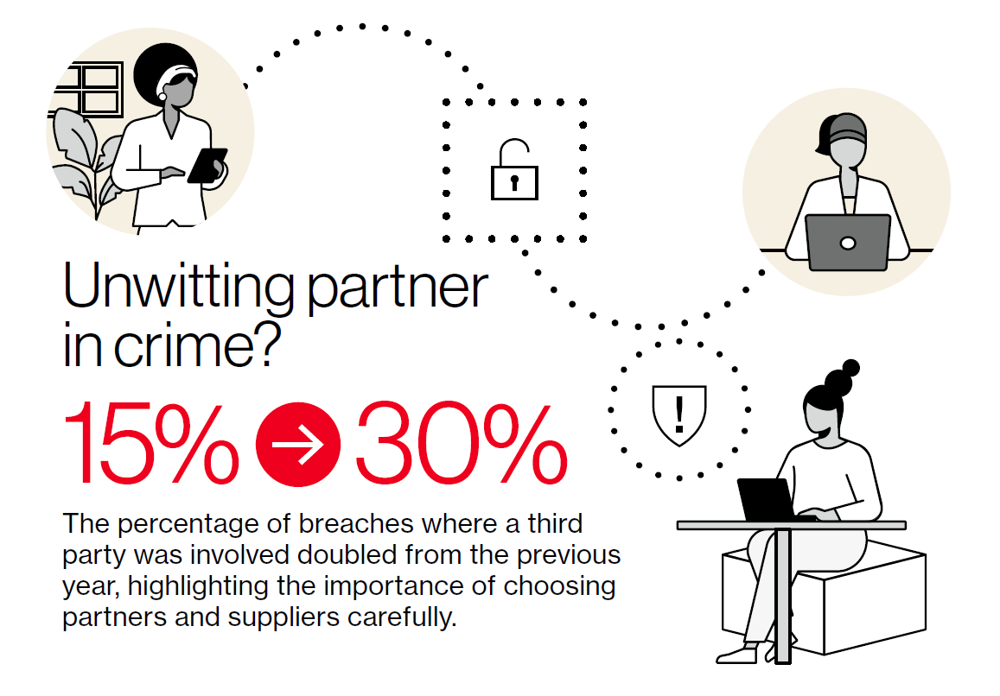 Unwitting partner
in crime?
15% 30%
The percentage of breaches where a third
party was involved doubled from the previous
year, highlighting the importance of choosing
partners and suppliers carefully.